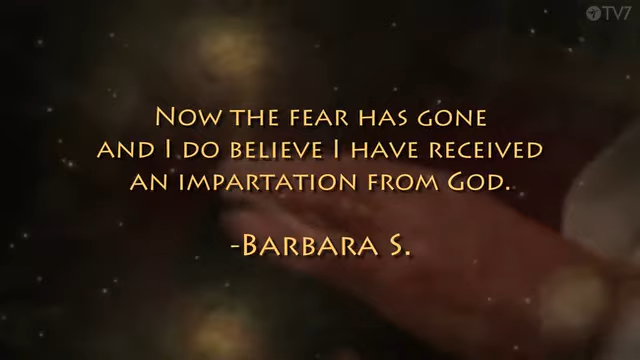 TV7
Now the fear has gone
and I do believe I have received
an impartation from God.
-Barbara S.